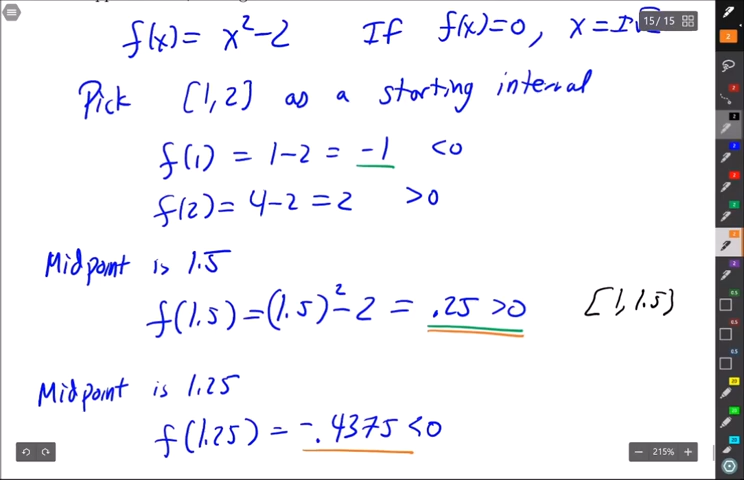 f(x) = x²-2 If f(x)=0, x=±√2
15 / 15
Pick [1,2] as a starting interval
f(1) = 1-2 = -1 <0
f(2) = 4-2 = 2 >0
Midpoint is 1.5
f(1.5) = (1.5)²-2 = .25 >0 [1,1.5]
Midpoint is 1.25
f(1.25) = -.4375 <0
215%